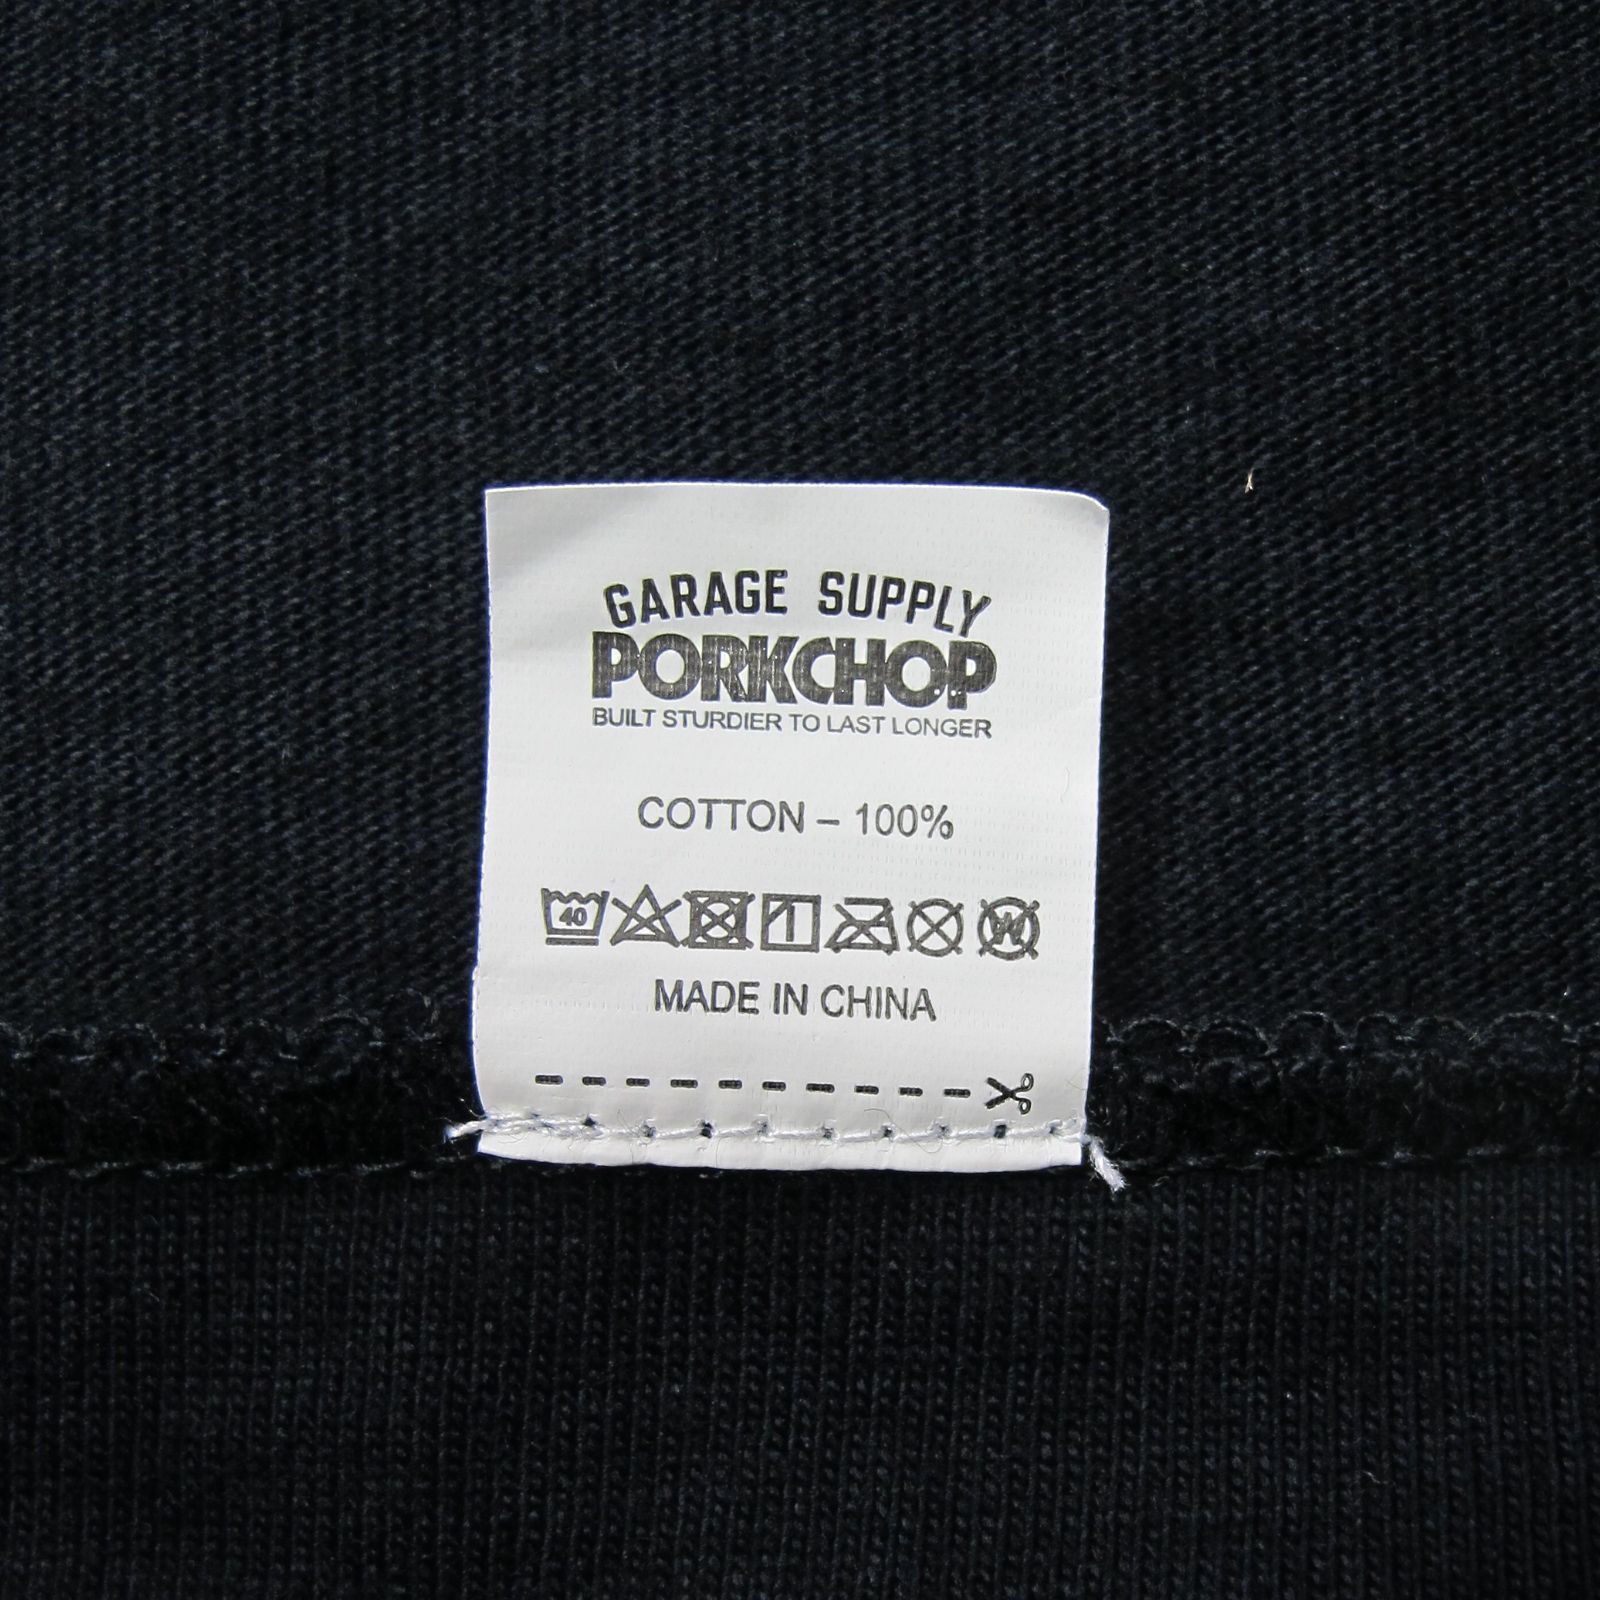 GARAGE SUPPLY
PORKCHOP
BUILT STURDIER TO LAST LONGER
COTTON – 100%
40 W
MADE IN CHINA